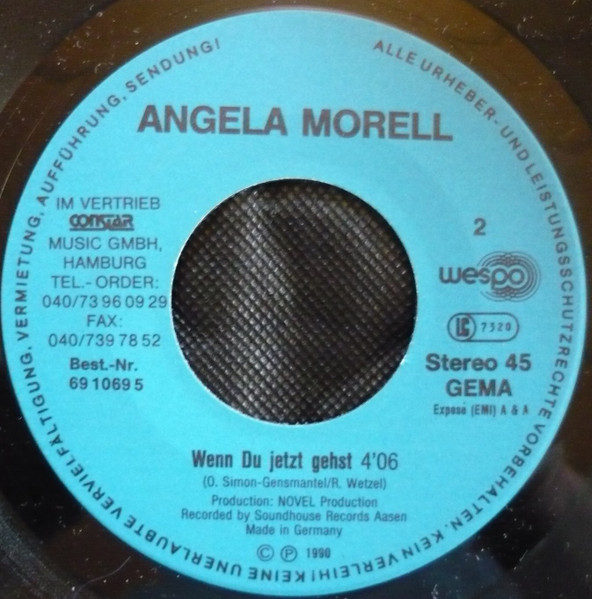 ALLE URHEBER- UND LEISTUNGSSCHUTZRECHTE VORBEHALTEN. KEIN VERLEIH! KEINE UNERLAUBTE VERVIELFÄLTIGUNG, VERMIETUNG, AUFFÜHRUNG, SENDUNG!
ANGELA MORELL
IM VERTRIEB
CONSTAR
MUSIC GMBH,
HAMBURG
TEL.- ORDER:
040/73 96 09 29
FAX:
040/739 78 52
Best.-Nr.
69 1069 5
2
wespo
LC 7320
Stereo 45
GEMA
Exposé (EMI) A & A
Wenn Du jetzt gehst 4'06
(O. Simon-Gensmantel/R. Wetzel)
Production: NOVEL Production
Recorded by Soundhouse Records Aasen
Made in Germany
© ℗ 1990